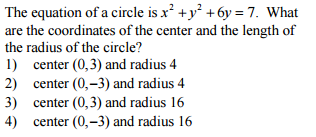 The equation of a circle is x² + y² + 6y = 7. What
are the coordinates of the center and the length of
the radius of the circle?
1) center (0,3) and radius 4
2) center (0,−3) and radius 4
3) center (0,3) and radius 16
4) center (0,−3) and radius 16